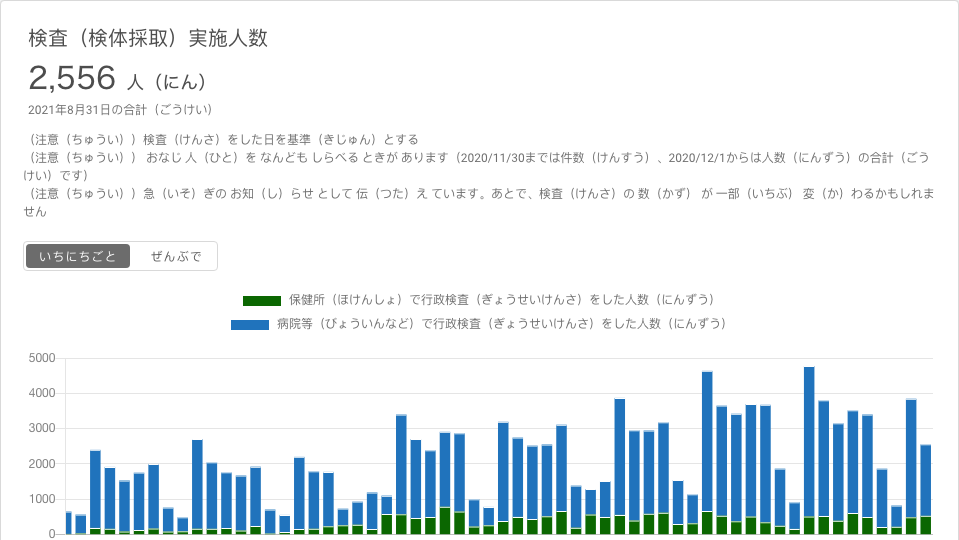 検査（検体採取）実施人数
2,556 人（にん）
2021年8月31日の合計（ごうけい）
（注意（ちゅうい））検査（けんさ）をした日を基準（きじゅん）とする
（注意（ちゅうい）） おなじ 人（ひと）を なんども しらべる ときが あります（2020/11/30までは件数（けんすう）、2020/12/1からは人数（にんずう）の合計（ごう
けい）です）
（注意（ちゅうい））急（いそ）ぎの お知（し）らせ として 伝（つた）え ています。あとで、検査（けんさ）の 数（かず） が 一部（いちぶ） 変（か）わるかもしれま
せん
いちにちごと ぜんぶで
保健所（ほけんしょ）で行政検査（ぎょうせいけんさ）をした人数（にんずう）
病院等（びょういんなど）で行政検査（ぎょうせいけんさ）をした人数（にんずう）
5000
4000
3000
2000
1000
0